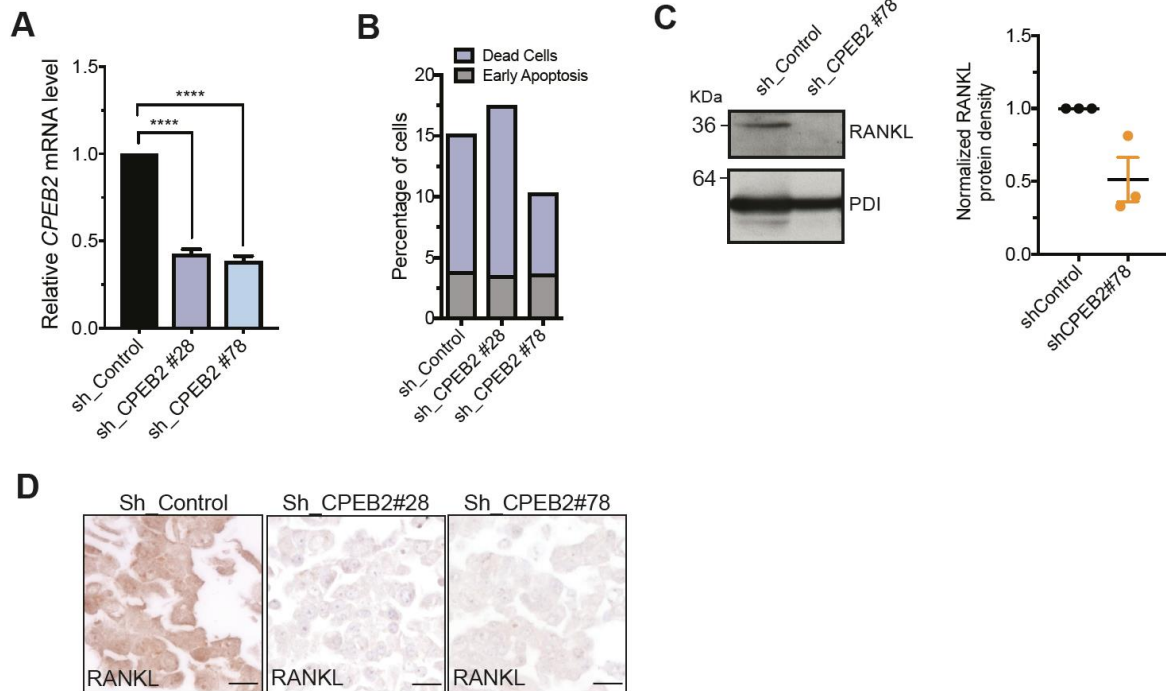 A
Relative CPEB2 mRNA level
1.5
1.0
0.5
0.0
****
****
sh_Control
sh_CPEB2 #28
sh_CPEB2 #78
B
Dead Cells
Early Apoptosis
Percentage of cells
20
15
10
5
0
sh_Control
sh_CPEB2 #28
sh_CPEB2 #78
C
sh_Control
sh_CPEB2 #78
KDa
36
RANKL
64
PDI
Normalized RANKL
protein density
1.5
1.0
0.5
0.0
shControl
shCPEB2#78
D
Sh_Control
Sh_CPEB2#28
Sh_CPEB2#78
RANKL
RANKL
RANKL